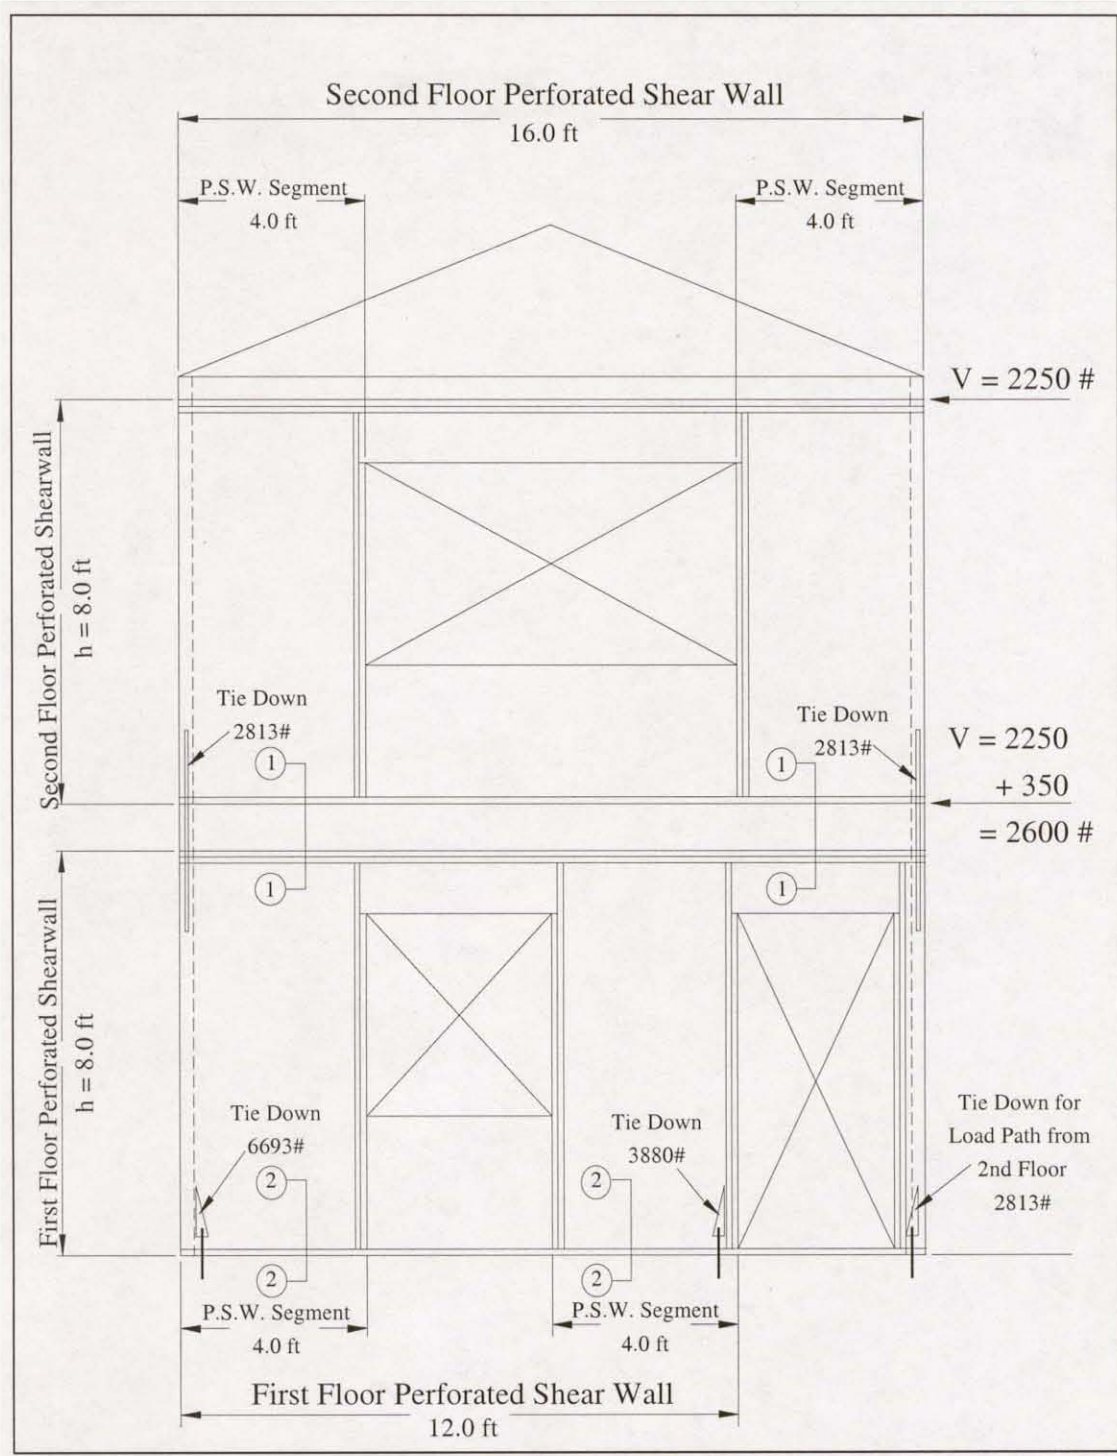 Second Floor Perforated Shear Wall
16.0 ft
P.S.W. Segment
4.0 ft
P.S.W. Segment
4.0 ft
V = 2250 #
Second Floor Perforated Shearwall
h = 8.0 ft
Tie Down
2813#
1
Tie Down
2813#
1
V = 2250
+ 350
= 2600 #
1
1
First Floor Perforated Shearwall
h = 8.0 ft
Tie Down
6693#
2
Tie Down
3880#
2
Tie Down for
Load Path from
2nd Floor
2813#
2
2
P.S.W. Segment
4.0 ft
P.S.W. Segment
4.0 ft
First Floor Perforated Shear Wall
12.0 ft